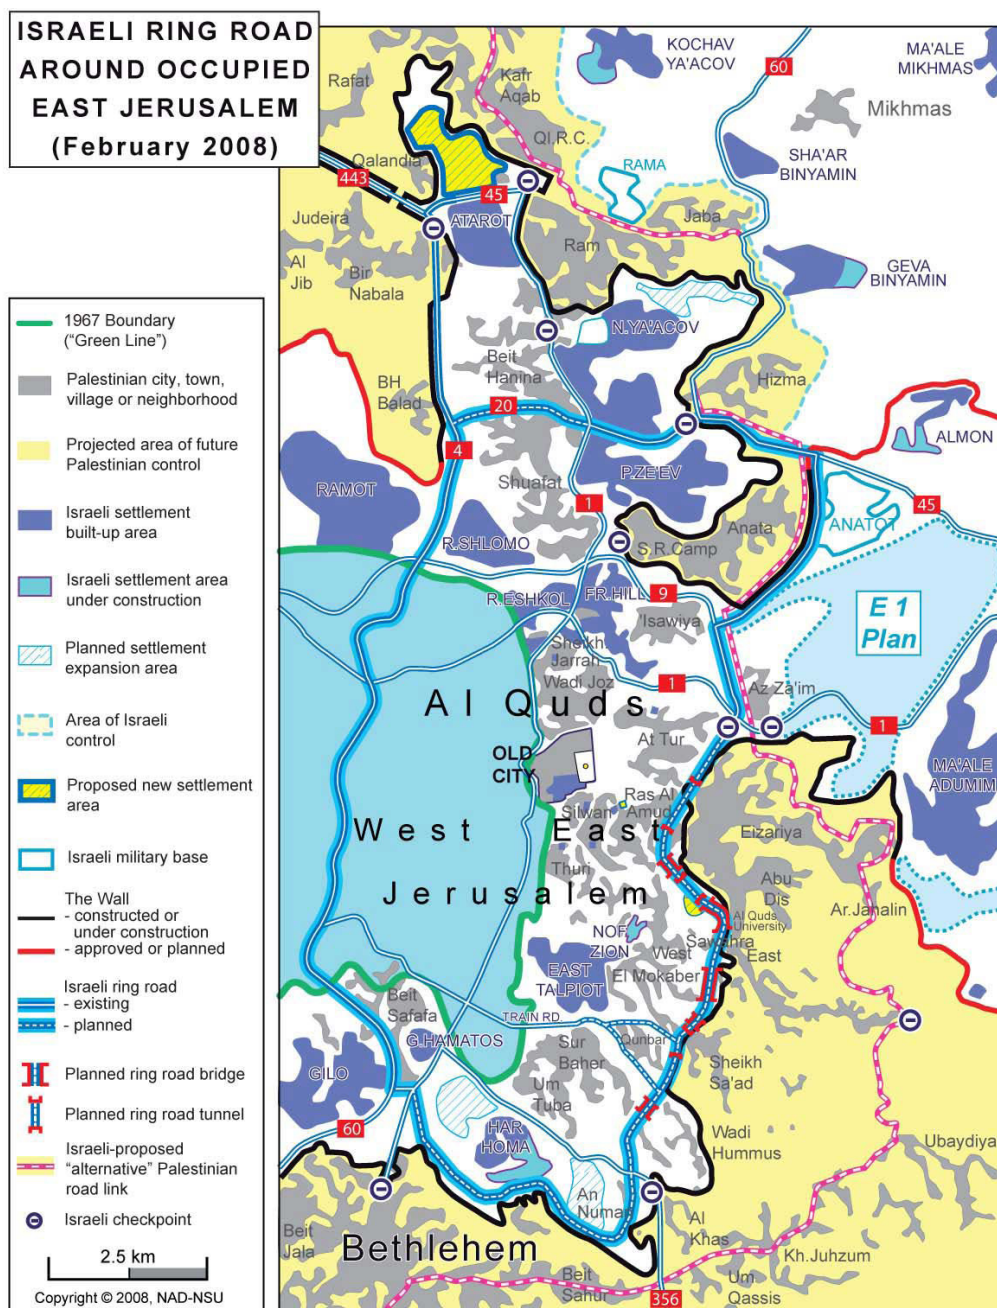 ISRAELI RING ROAD
AROUND OCCUPIED
EAST JERUSALEM
(February 2008)
1967 Boundary
("Green Line")
Palestinian city, town,
village or neighborhood
Projected area of future
Palestinian control
Israeli settlement
built-up area
Israeli settlement area
under construction
Planned settlement
expansion area
Area of Israeli
control
Proposed new settlement
area
Israeli military base
The Wall
- constructed or
under construction
- approved or planned
Israeli ring road
- existing
- planned
Planned ring road bridge
Planned ring road tunnel
Israeli-proposed
"alternative" Palestinian
road link
Israeli checkpoint
2.5 km
Copyright © 2008, NAD-NSU
KOCHAV
YA'ACOV
60
MA'ALE
MIKHMAS
Rafat
Kafr
Aqab
Mikhmas
QI.R.C.
Qalandia
RAMA
SHA'AR
BINYAMIN
443
45
Judeira
ATAROT
Jaba
Ram
Al
Jib
Bir
Nabala
GEVA
BINYAMIN
N.YA'ACOV
Beit
Hanina
BH
Balad
Hizma
20
ALMON
4
RAMOT
P.ZE'EV
Shuafat
1
45
Anata
ANATOT
R.SHLOMO
S.R.Camp
R.ESHKOL
FR.HILL
9
'Isawiya
E 1
Plan
Sheikh
Jarrah
Wadi Joz
1
Az Za'im
Al Quds
1
At Tur
OLD
CITY
MA'ALE
ADUMIM
Ras Al
Amud
Silwan
West East
Eizariya
Thuri
Jerusalem
Abu
Dis
Ar.Jahalin
Al Quds
University
NOF
ZION
Sawahra
West
East
EAST
TALPIOT
El Mokaber
Beit
Safafa
TRAIN RD.
G.HAMATOS
Sur
Baher
Qunbar
GILO
Sheikh
Sa'ad
Um
Tuba
60
HAR
HOMA
Wadi
Hummus
Ubaydiya
An
Numan
Al
Khas
Beit
Jala
Bethlehem
Kh.Juhzum
Beit
Sahur
Um
Qassis
356